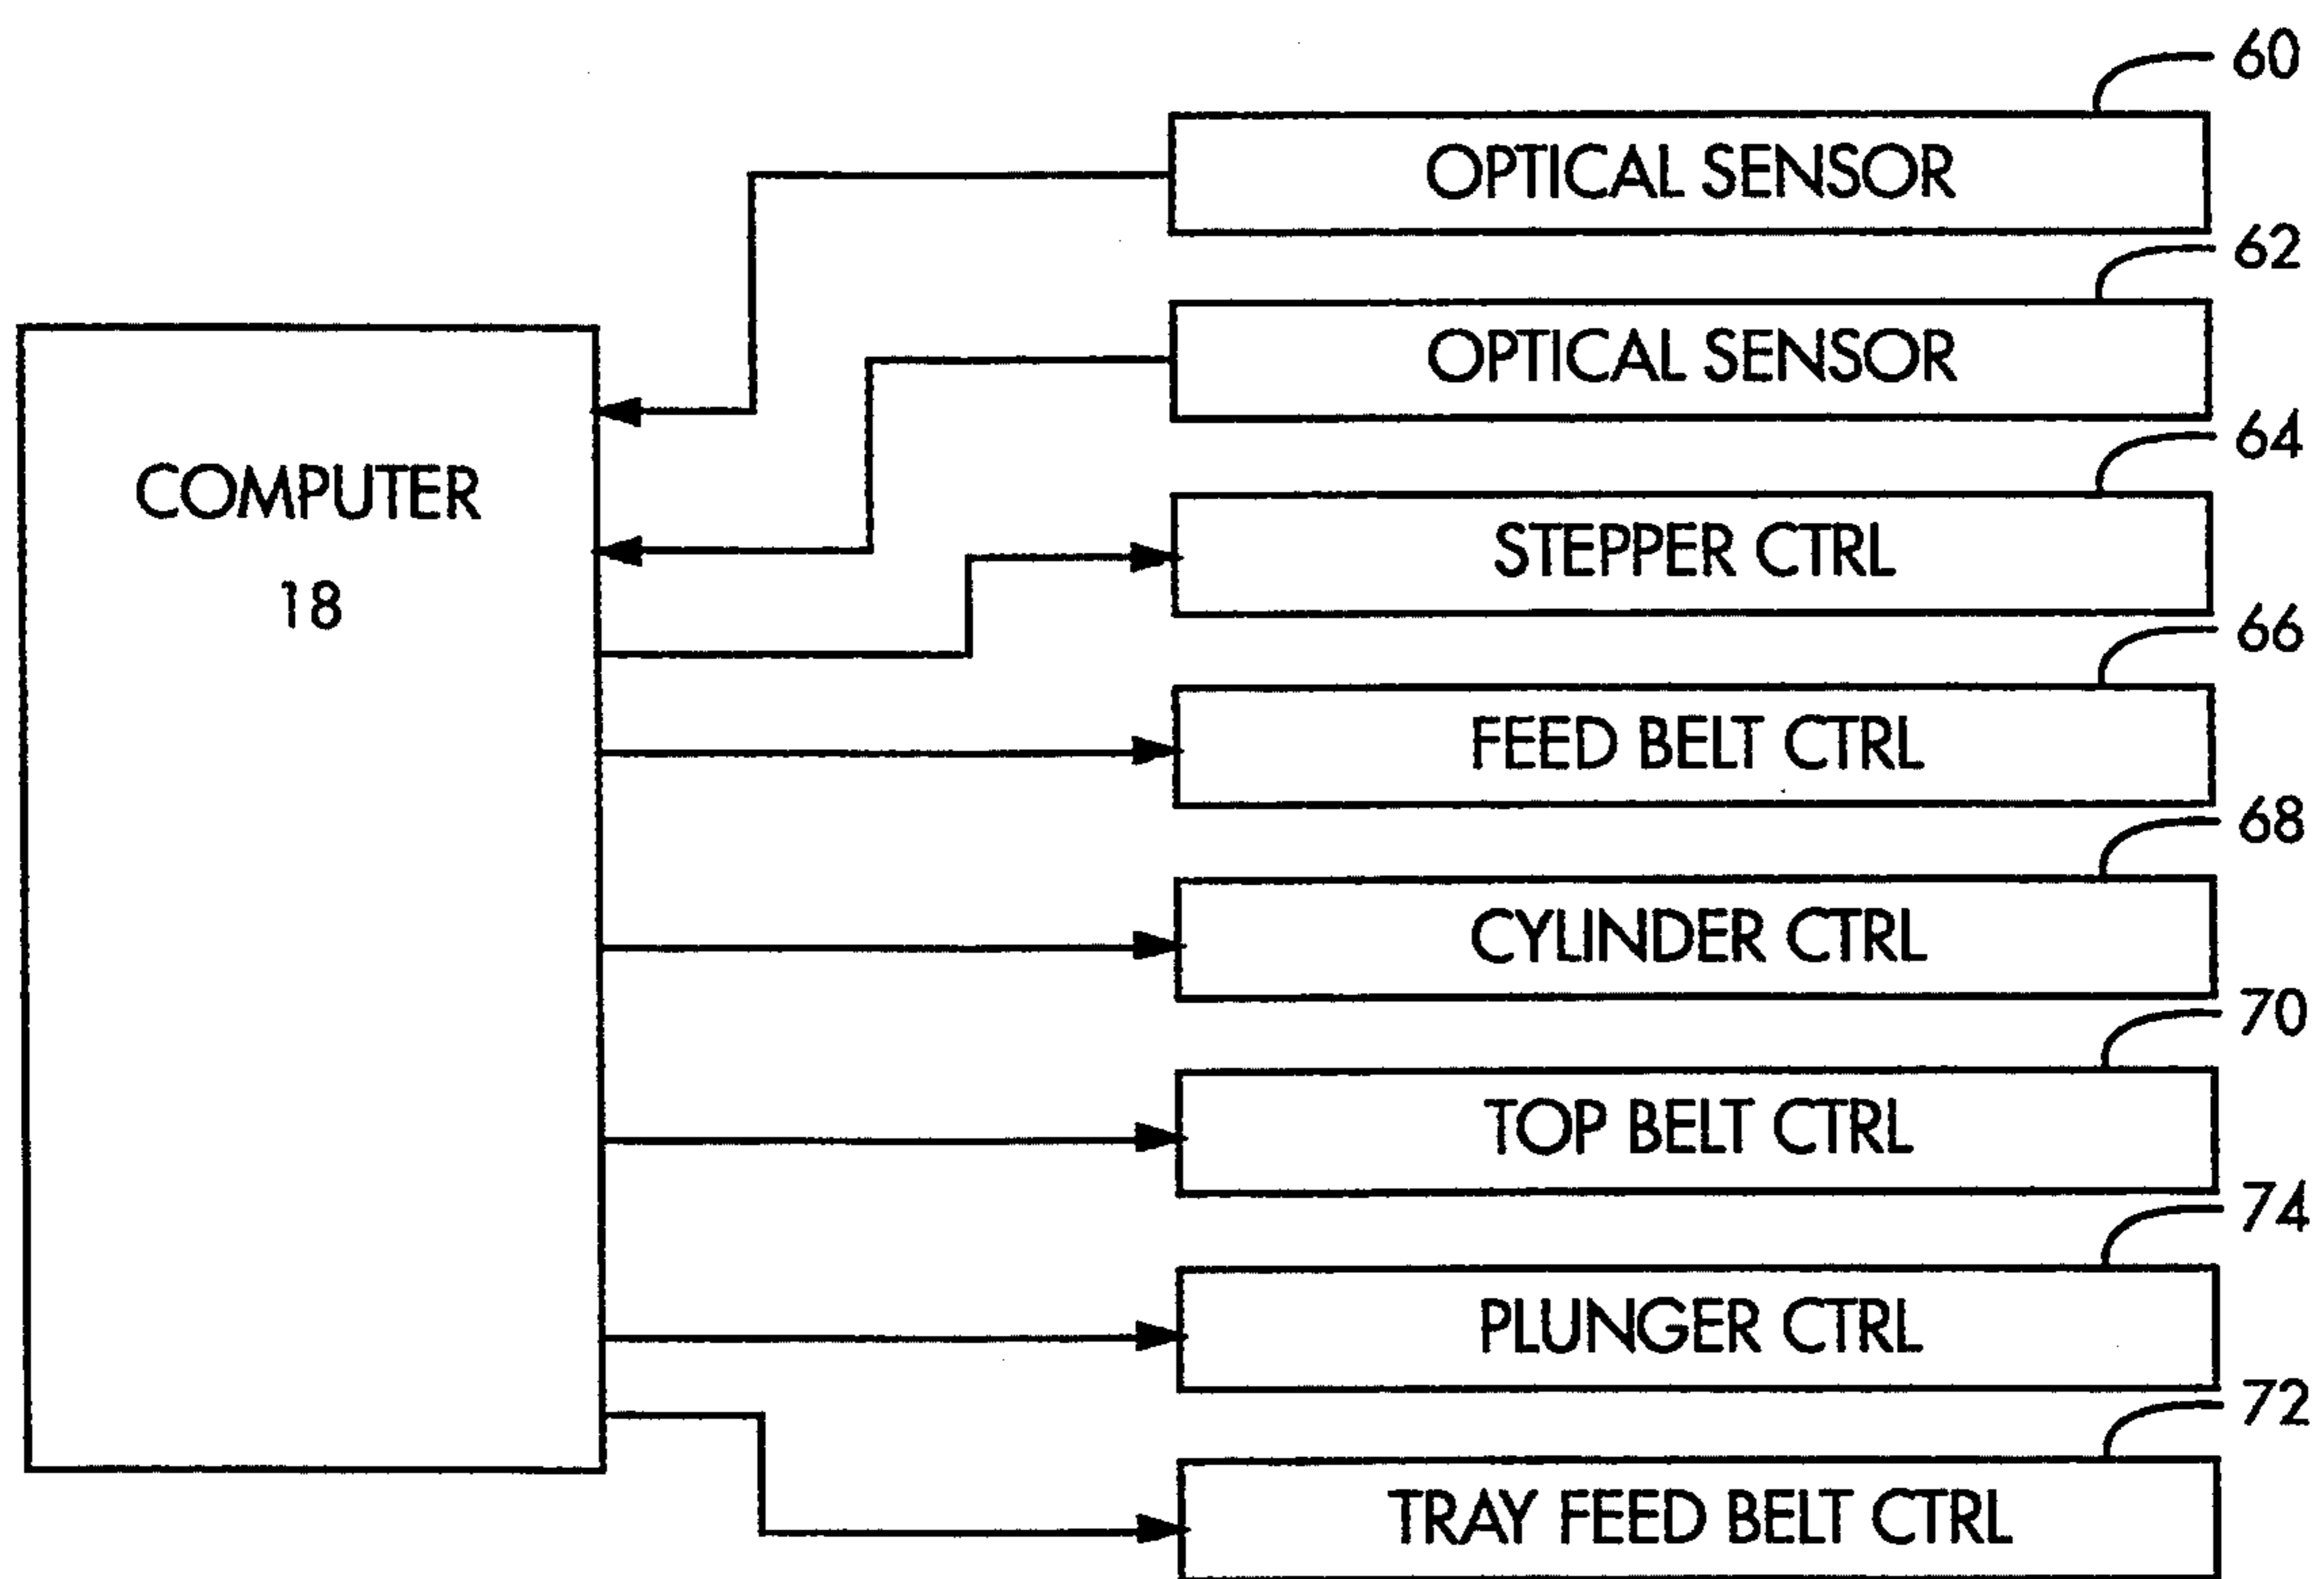 60
OPTICAL SENSOR
62
OPTICAL SENSOR
64
COMPUTER
18
STEPPER CTRL
66
FEED BELT CTRL
68
CYLINDER CTRL
70
TOP BELT CTRL
74
PLUNGER CTRL
72
TRAY FEED BELT CTRL